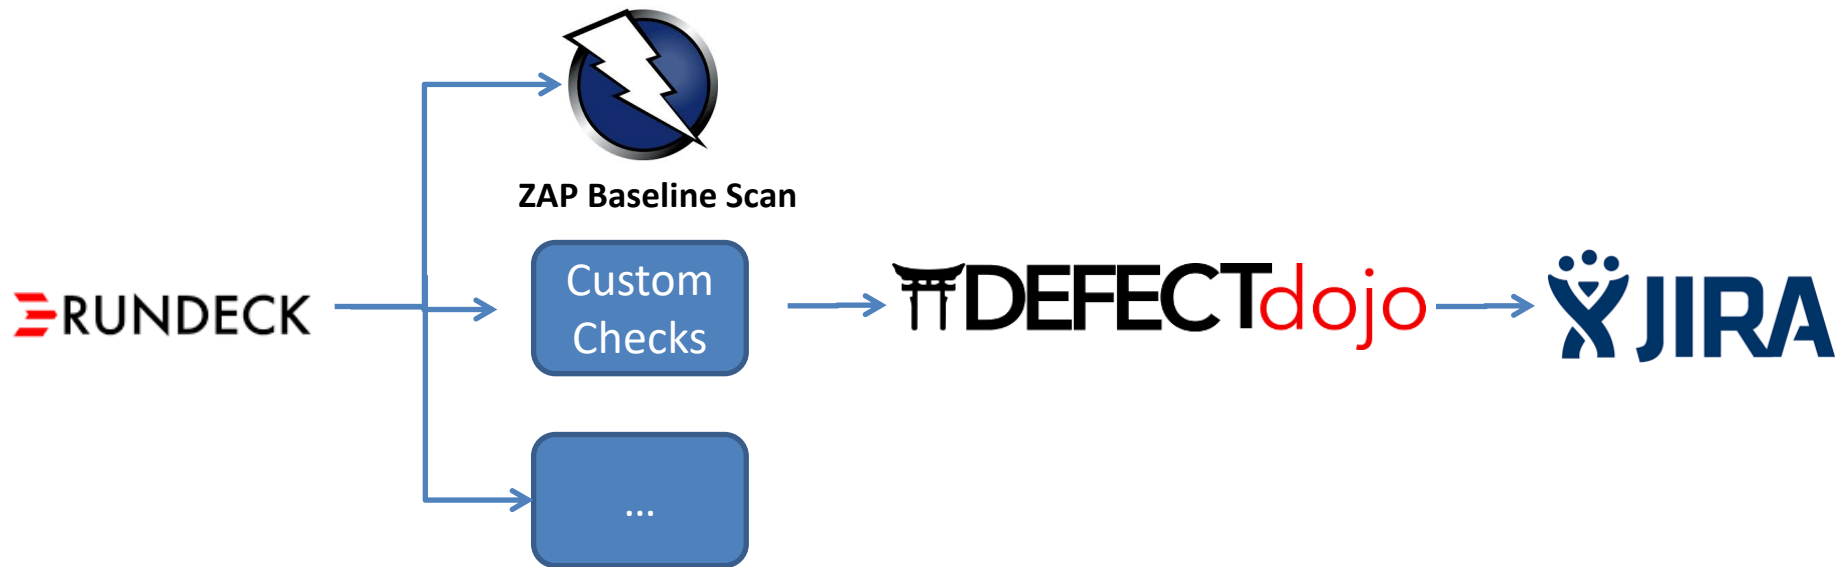 ZAP Baseline Scan
RUNDECK
Custom
Checks
DEFECTdojo
JIRA
...